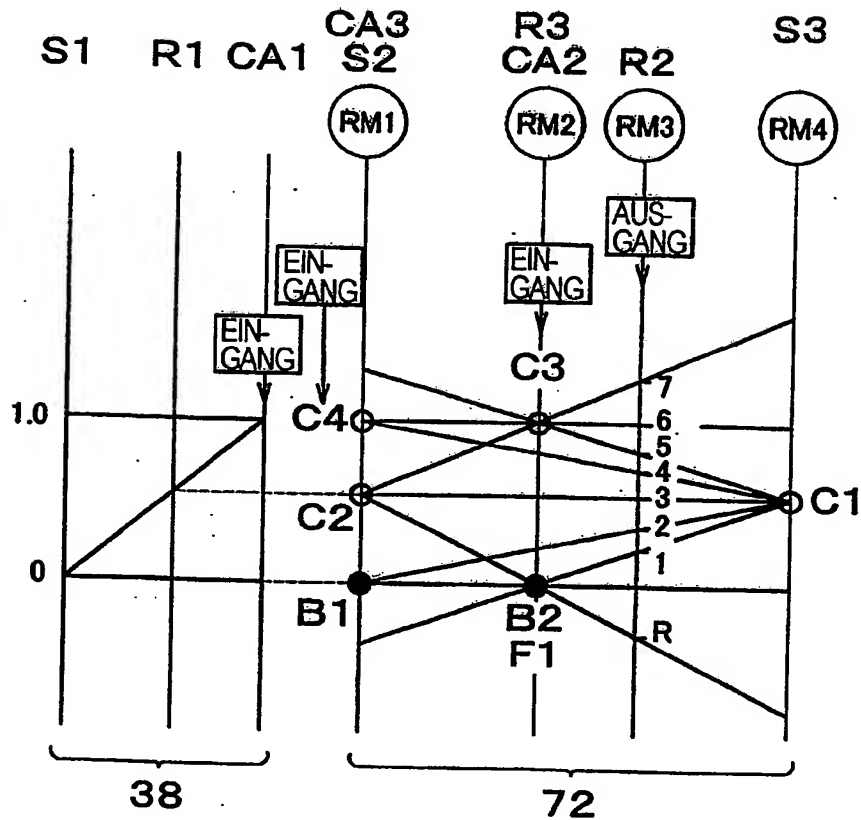 CA3 R3 S3
S1 R1 CA1 S2 CA2 R2
RM1 RM2 RM3 RM4
AUS-
GANG
EIN-
GANG
EIN-
GANG
EIN-
GANG
C3
7
1.0
C4
6
5
4
C2
3
C1
2
0
1
B1
B2
F1
R
38
72